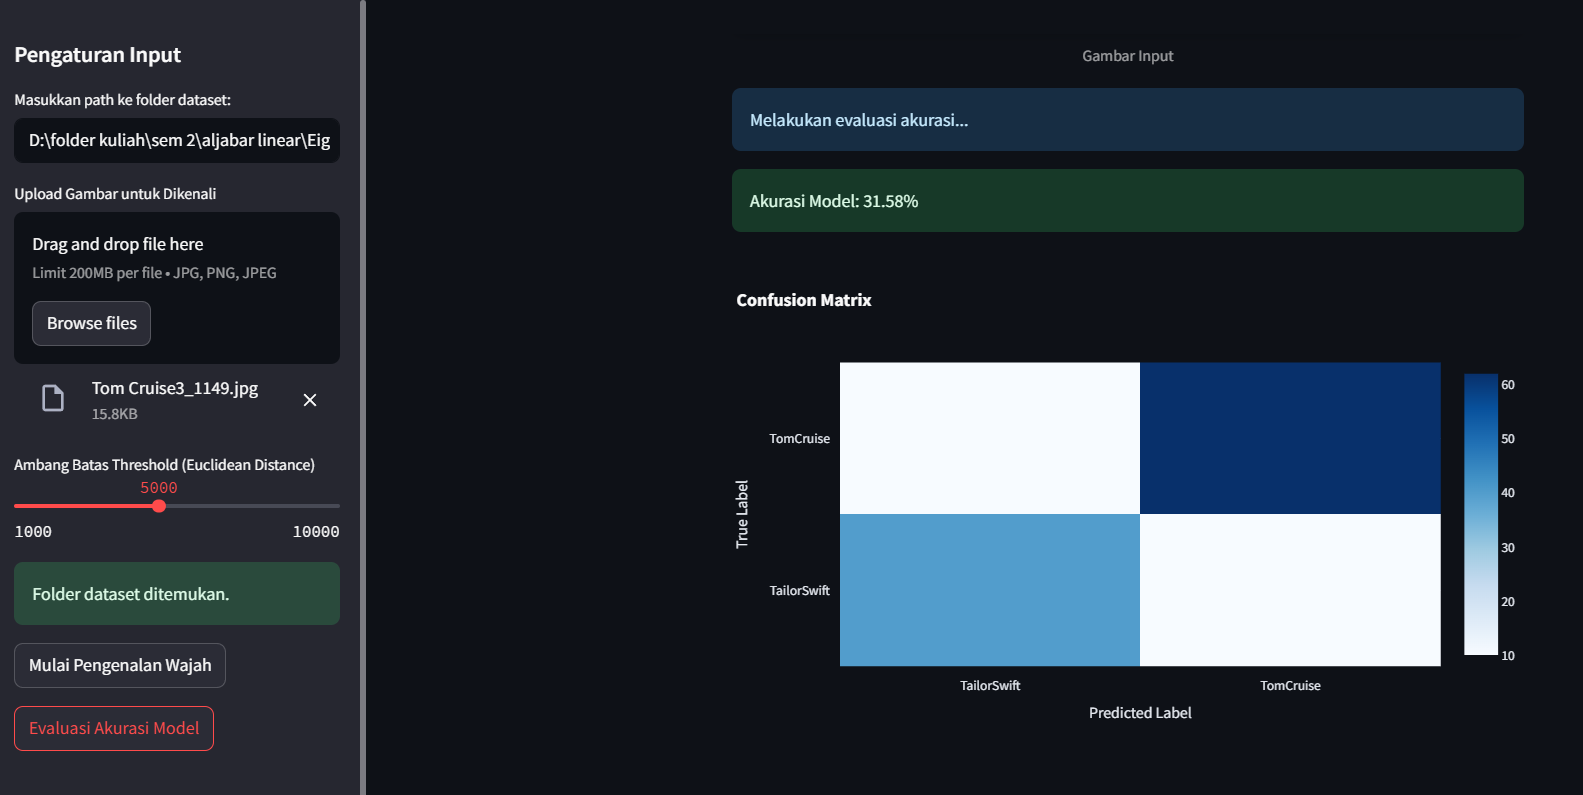 Pengaturan Input
Masukkan path ke folder dataset:
D:\folder kuliah\sem 2\aljabar linear\Eig
Upload Gambar untuk Dikenali
Drag and drop file here
Limit 200MB per file • JPG, PNG, JPEG
Browse files
Tom Cruise3_1149.jpg
15.8KB
Ambang Batas Threshold (Euclidean Distance)
5000
1000
10000
Folder dataset ditemukan.
Mulai Pengenalan Wajah
Evaluasi Akurasi Model
Gambar Input
Melakukan evaluasi akurasi...
Akurasi Model: 31.58%
Confusion Matrix
True Label
TomCruise
TailorSwift
TailorSwift
TomCruise
Predicted Label
60
50
40
30
20
10